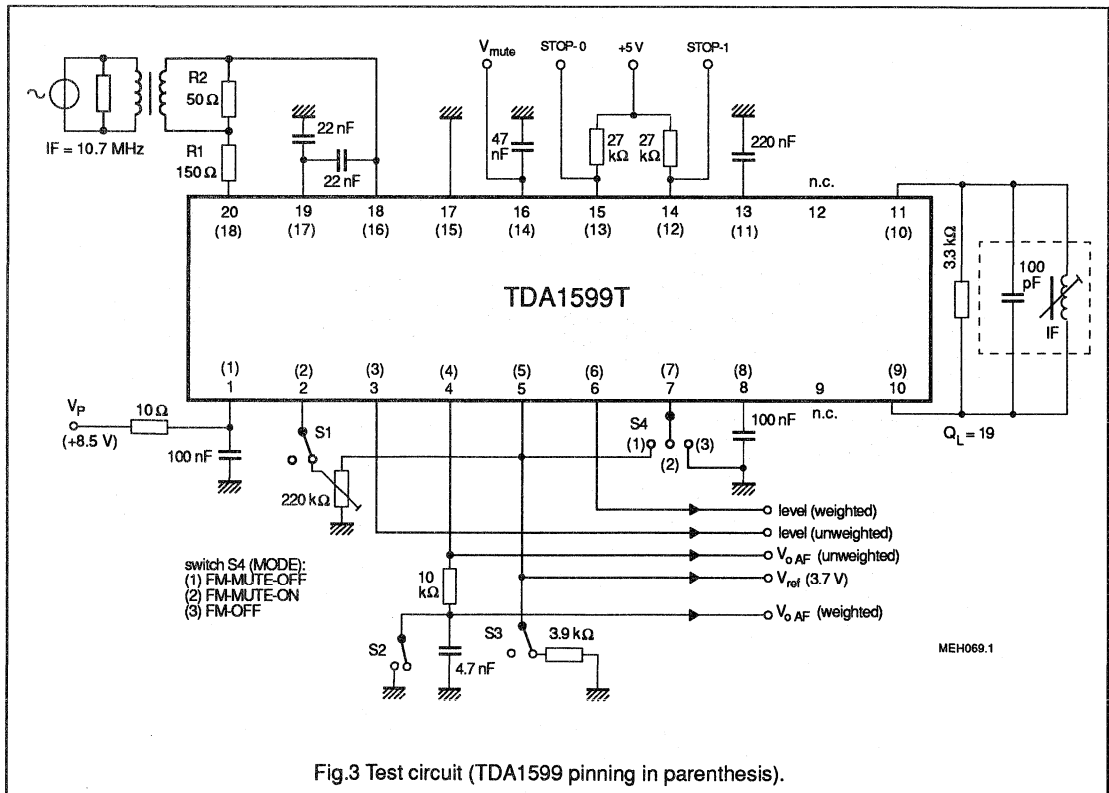 V mute
STOP-0
+5 V
STOP-1
R2
50 Ω
22 nF
47
nF
27
kΩ
27
kΩ
220 nF
IF = 10.7 MHz
R1
150 Ω
22 nF
n.c.
20 19 18 17 16 15 14 13 12 11
(18) (17) (16) (15) (14) (13) (12) (11) (10)
3.3 kΩ
100
pF
IF
TDA1599T
(1) (2) (3) (4) (5) (6) (7) (8) (9)
1 2 3 4 5 6 7 8 9 10
n.c.
Q L = 19
V P
(+8.5 V)
10 Ω
100 nF
S1
220 kΩ
S4
(1)
(2)
(3)
100 nF
level (weighted)
level (unweighted)
V o AF (unweighted)
V ref (3.7 V)
V o AF (weighted)
switch S4 (MODE):
(1) FM-MUTE-OFF
(2) FM-MUTE-ON
(3) FM-OFF
10
kΩ
S2
4.7 nF
S3
3.9 kΩ
MEH069.1
Fig.3 Test circuit (TDA1599 pinning in parenthesis).